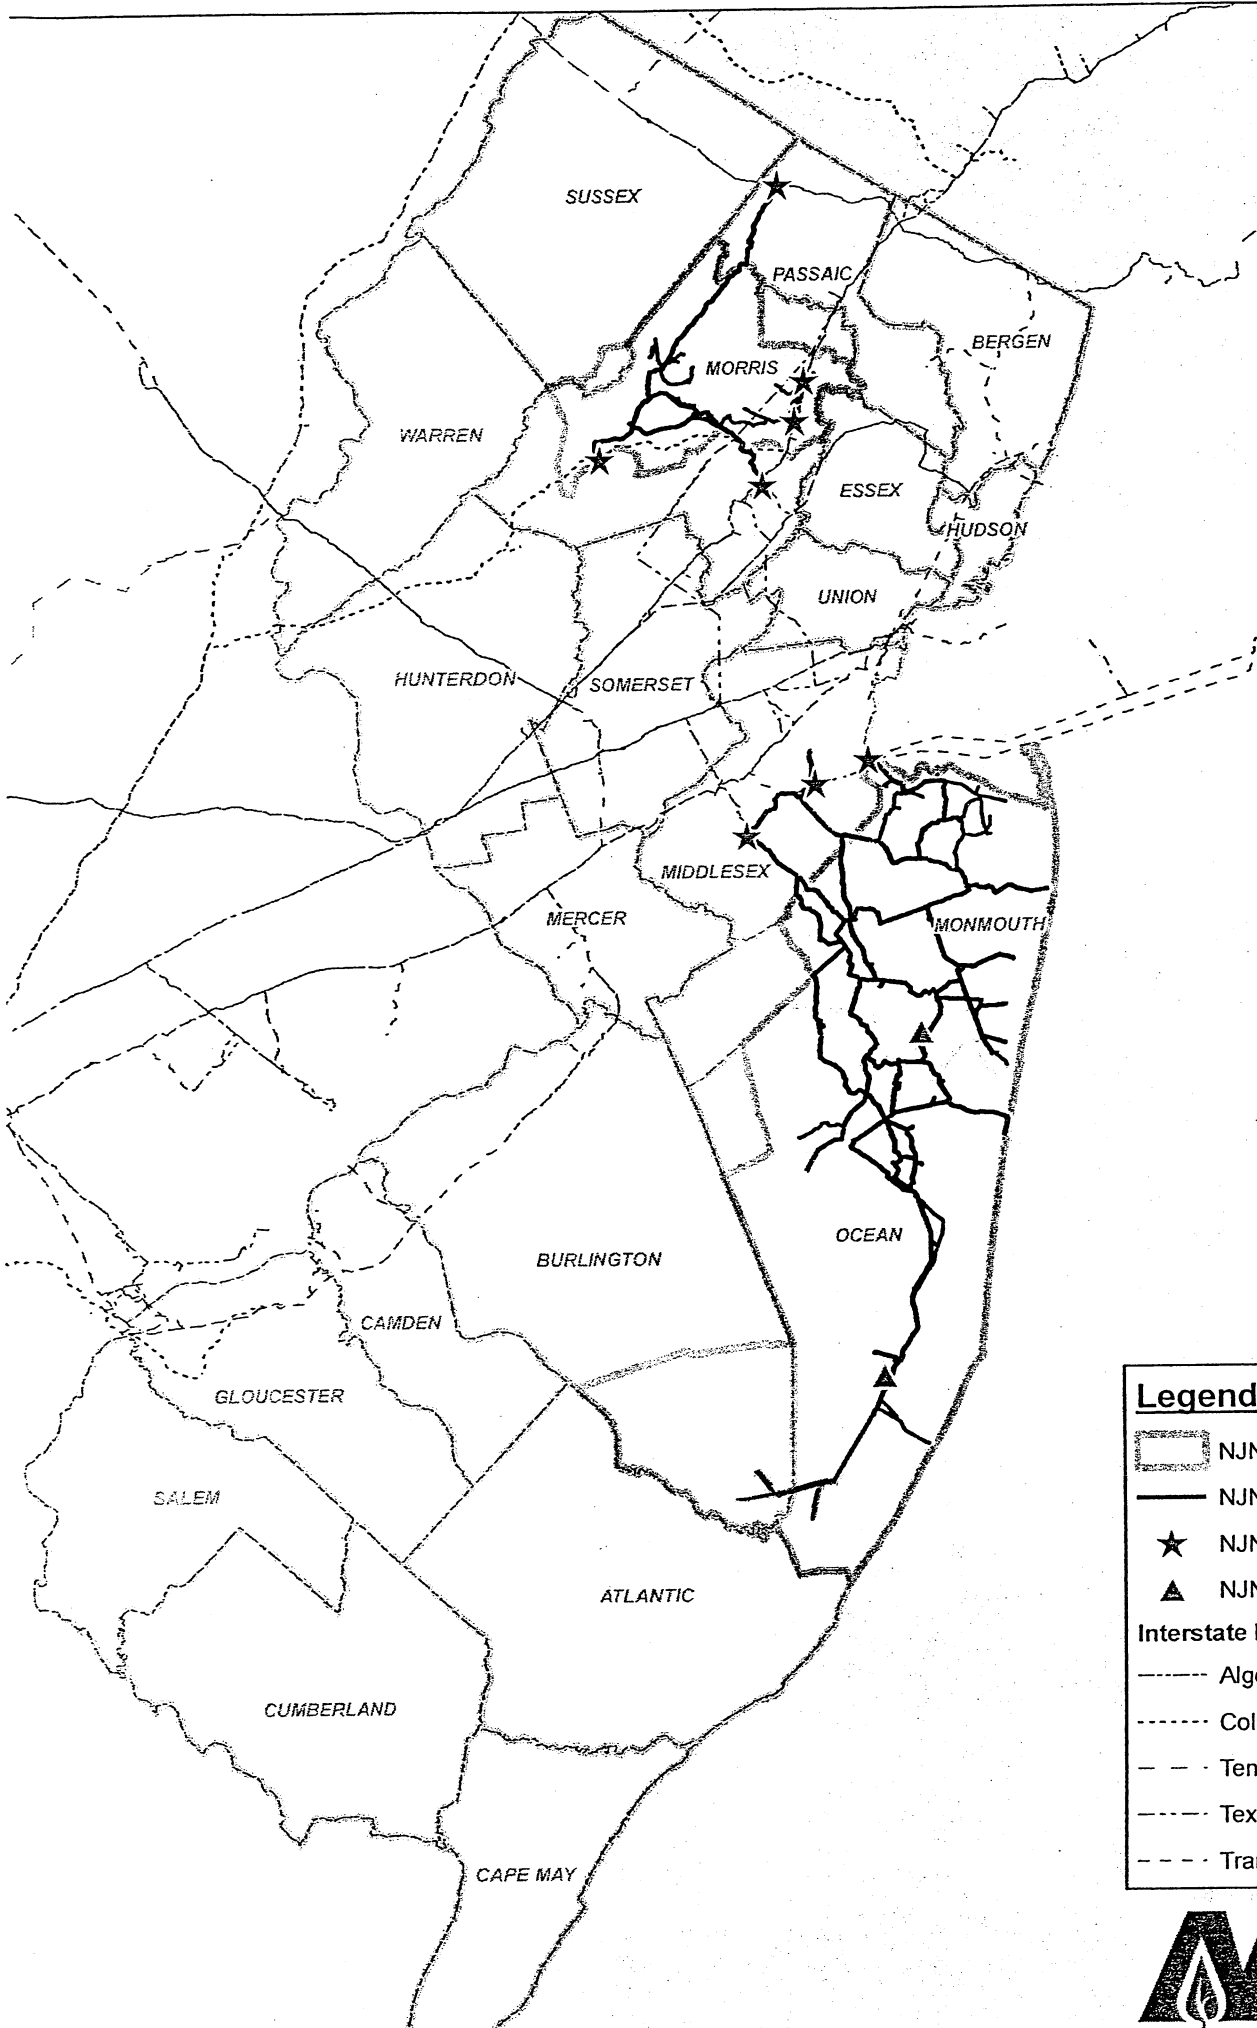 SUSSEX
PASSAIC
BERGEN
MORRIS
WARREN
ESSEX
HUDSON
UNION
HUNTERDON
SOMERSET
MIDDLESEX
MERCER
MONMOUTH
OCEAN
BURLINGTON
CAMDEN
GLOUCESTER
SALEM
ATLANTIC
CUMBERLAND
CAPE MAY
Legend
NJN
NJN
NJN
NJN
Interstate
Alg
Col
Ten
Tex
Tra